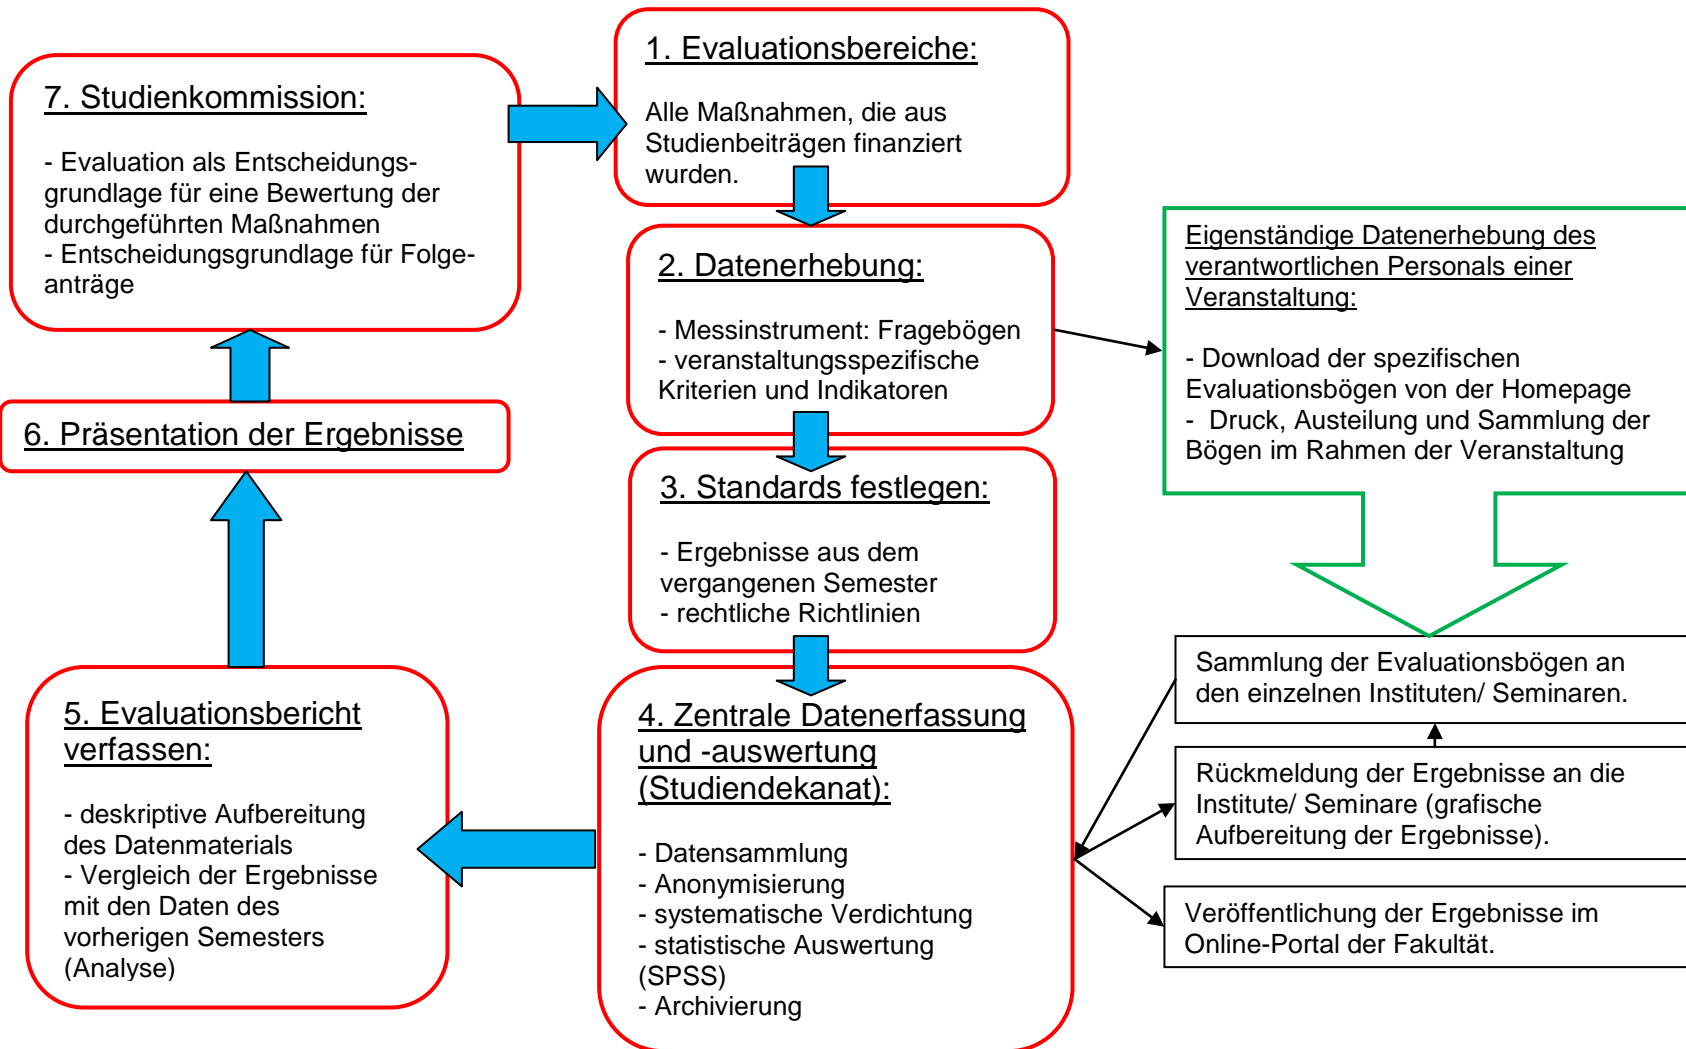 1. Evaluationsbereiche:
Alle Maßnahmen, die aus
Studienbeiträgen finanziert
wurden.
2. Datenerhebung:
- Messinstrument: Fragebögen
- veranstaltungsspezifische
Kriterien und Indikatoren
Eigenständige Datenerhebung des
verantwortlichen Personals einer
Veranstaltung:
- Download der spezifischen
Evaluationsbögen von der Homepage
- Druck, Austeilung und Sammlung der
Bögen im Rahmen der Veranstaltung
3. Standards festlegen:
- Ergebnisse aus dem
vergangenen Semester
- rechtliche Richtlinien
4. Zentrale Datenerfassung
und -auswertung
(Studiendekanat):
- Datensammlung
- Anonymisierung
- systematische Verdichtung
- statistische Auswertung
(SPSS)
- Archivierung
Sammlung der Evaluationsbögen an
den einzelnen Instituten/ Seminaren.
Rückmeldung der Ergebnisse an die
Institute/ Seminare (grafische
Aufbereitung der Ergebnisse).
Veröffentlichung der Ergebnisse im
Online-Portal der Fakultät.
5. Evaluationsbericht
verfassen:
- deskriptive Aufbereitung
des Datenmaterials
- Vergleich der Ergebnisse
mit den Daten des
vorherigen Semesters
(Analyse)
6. Präsentation der Ergebnisse
7. Studienkommission:
- Evaluation als Entscheidungs-
grundlage für eine Bewertung der
durchgeführten Maßnahmen
- Entscheidungsgrundlage für Folge-
anträge